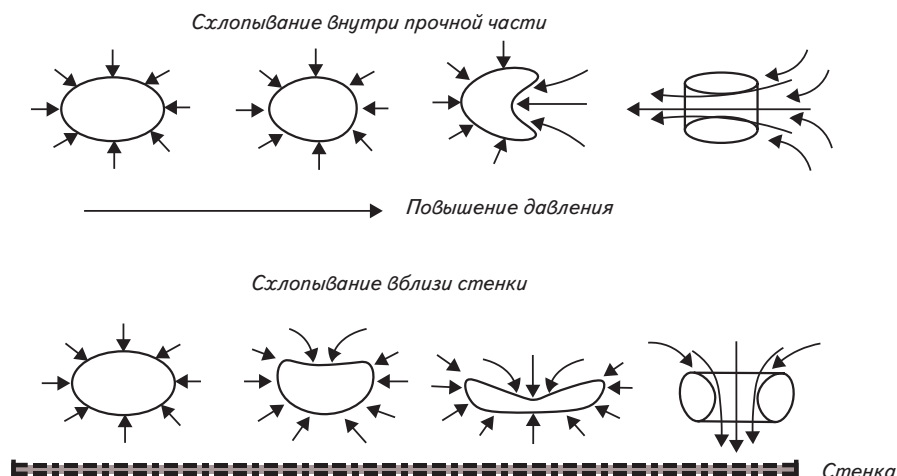 Схлопывание внутри прочной части
Повышение давления
Схлопывание вблизи стенки
Стенка